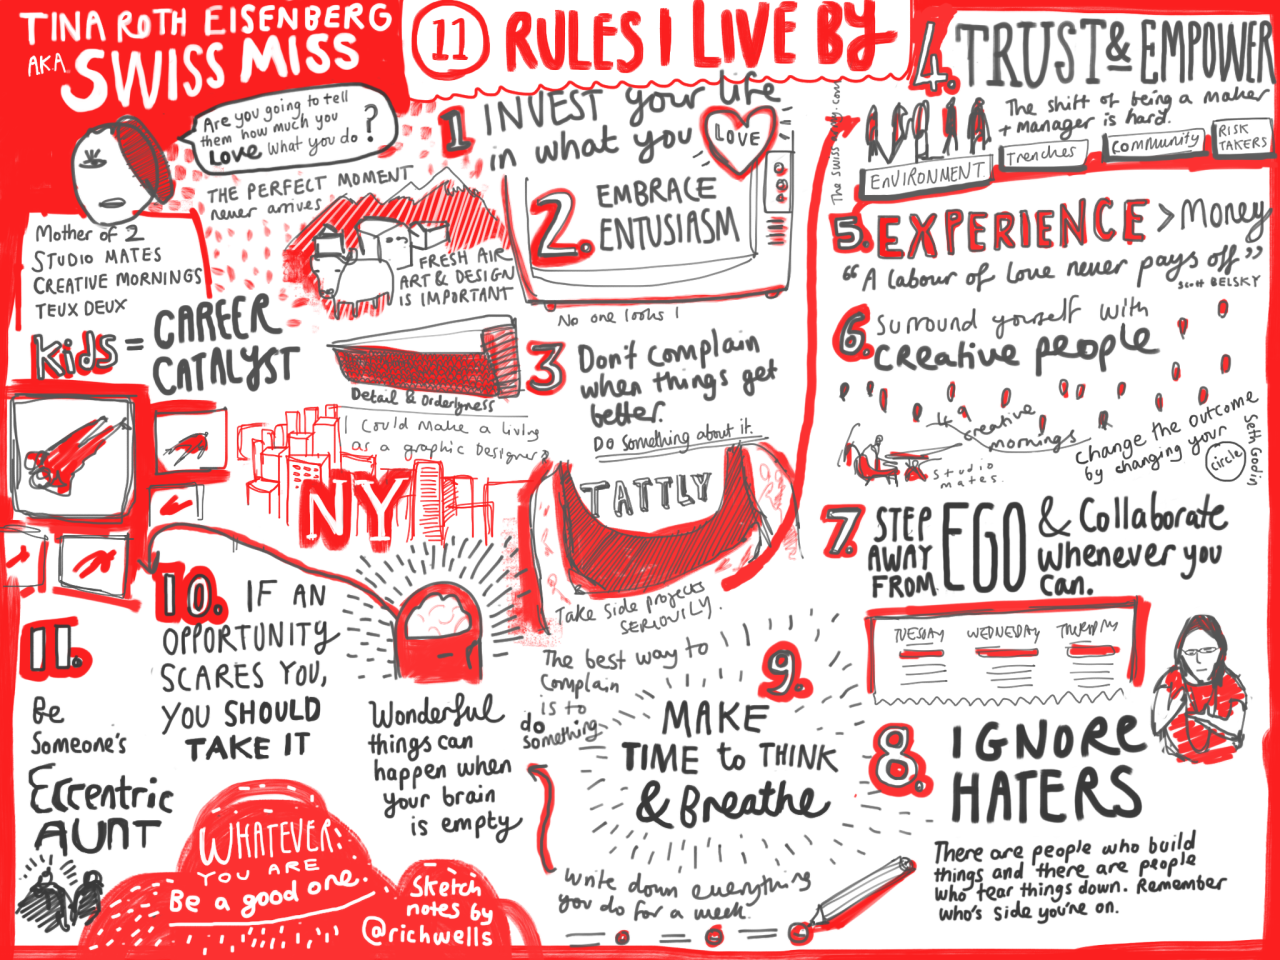 TINA ROTH EISENBERG
AKA SWISS MISS
11 RULES I LIVE BY
Are you going to tell
them how much you
LOVE what you do ?
Mother of 2
STUDIO MATES
CREATIVE MORNINGS
TEUX DEUX
kids = CAREER
CATALYST
THE PERFECT MOMENT
never arrives
FRESH AIR
ART & DESIGN
IS IMPORTANT
Detail & Orderlyness
I could make a living
as a graphic designer?
NY
1 INVEST your life
in what you
LOVE
2. EMBRACE
ENTUSIASM
No one looks !
3 Don't complain
when things get
better.
Do something about it.
TATTLY
Take side projects
SERIOUSLY.
The best way to
complain
is to
do
something
The swiss
4. TRUST & EMPOWER
The shift of being a maker
+ manager is hard.
ENVIRONMENT
Trenches
Community
RISK
TAKERS
5. EXPERIENCE > Money
"A labour of love never pays off"
Scott BELSKY
6. Surround yourself with
creative people
creative
mornings
studio
mates.
Change the outcome
by changing your
circle
Seth Godin
7. STEP
AWAY
FROM
EGO & Collaborate
whenever you
can.
TUESDAY
WEDNESDAY
THURSDAY
8. IGNORE
HATERS
There are people who build
things and there are people
who tear things down. Remember
who's side you're on.
9. MAKE
TIME to THINK
& Breathe
Write down everything
you do for a week.
10. IF AN
OPPORTUNITY
SCARES YOU,
YOU SHOULD
TAKE IT
Wonderful
things can
happen when
your brain
is empty
11.
Be
Someone's
Eccentric
AUNT
WHATEVER:
YOU ARE
Be a good one.
Sketch
notes by
@richwells